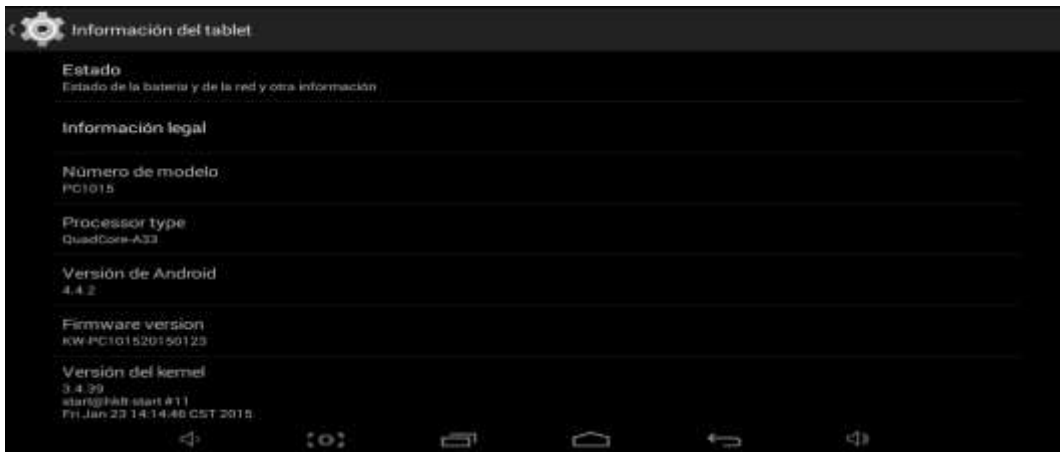 Información del tablet
Estado
Estado de la batería y de la red y otra información
Información legal
Número de modelo
PC1015
Processor type
QuadCore-A33
Versión de Android
4.4.2
Firmware version
KW-PC101520150123
Versión del kernel
3.4.39
#11
Fri Jan 23 14:14:46 CST 2015